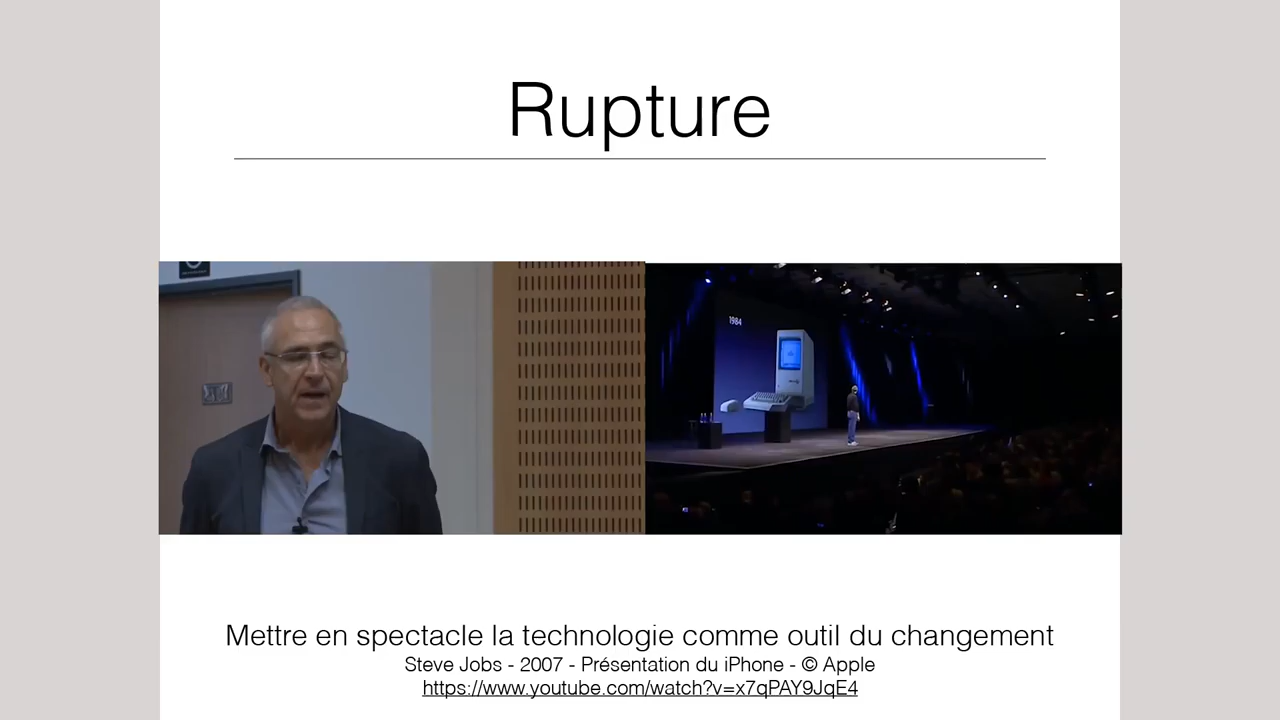 Rupture
1984
Mettre en spectacle la technologie comme outil du changement
Steve Jobs - 2007 - Présentation du iPhone - © Apple
https://www.youtube.com/watch?v=x7qPAY9JqE4